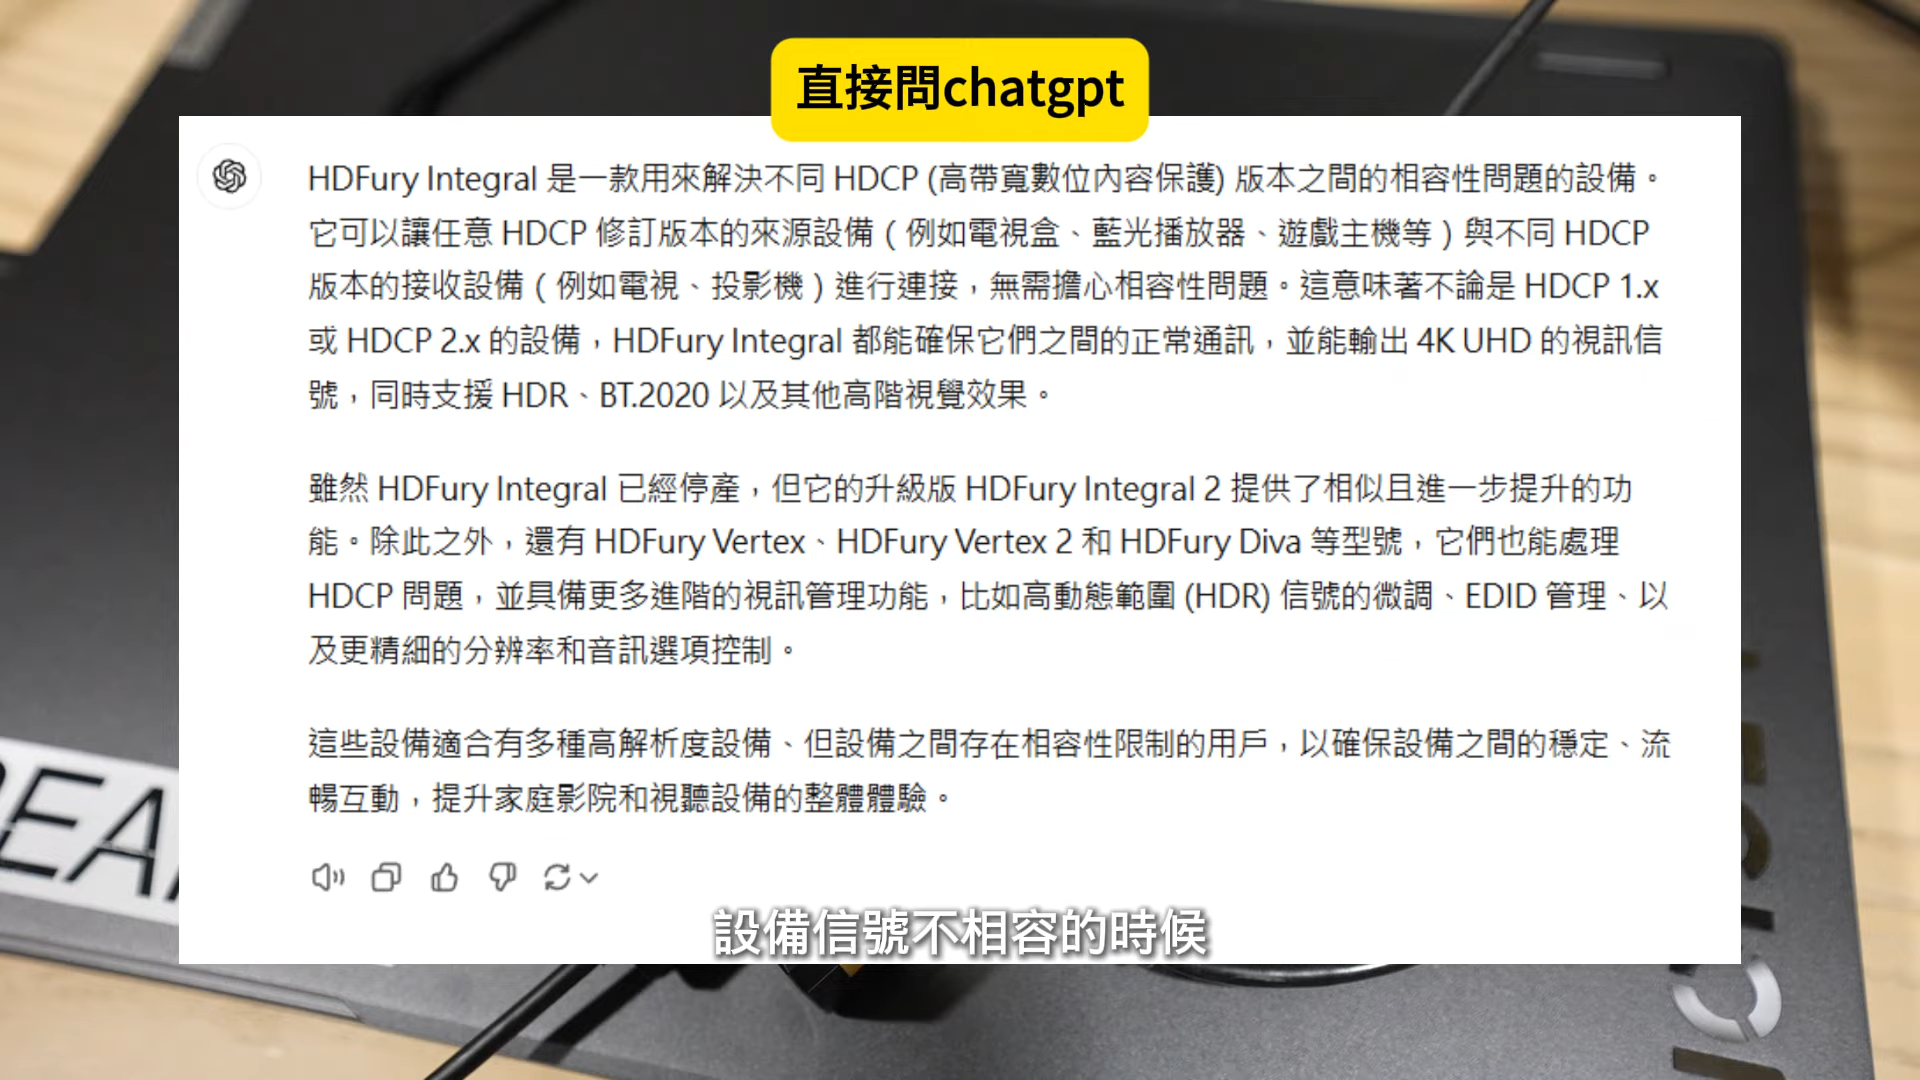 直接問chatgpt
HDFury Integral 是一款用來解決不同 HDCP (高帶寬數位內容保護) 版本之間的相容性問題的設備。
它可以讓任意 HDCP 修訂版本的來源設備（例如電視盒、藍光播放器、遊戲主機等）與不同 HDCP
版本的接收設備（例如電視、投影機）進行連接，無需擔心相容性問題。這意味著不論是 HDCP 1.x
或 HDCP 2.x 的設備，HDFury Integral 都能確保它們之間的正常通訊，並能輸出 4K UHD 的視訊信
號，同時支援 HDR、BT.2020 以及其他高階視覺效果。
雖然 HDFury Integral 已經停產，但它的升級版 HDFury Integral 2 提供了相似且進一步提升的功
能。除此之外，還有 HDFury Vertex、HDFury Vertex 2 和 HDFury Diva 等型號，它們也能處理
HDCP 問題，並具備更多進階的視訊管理功能，比如高動態範圍 (HDR) 信號的微調、EDID 管理、以
及更精細的分辨率和音訊選項控制。
這些設備適合有多種高解析度設備、但設備之間存在相容性限制的用戶，以確保設備之間的穩定、流
暢互動，提升家庭影院和視聽設備的整體體驗。
設備信號不相容的時候